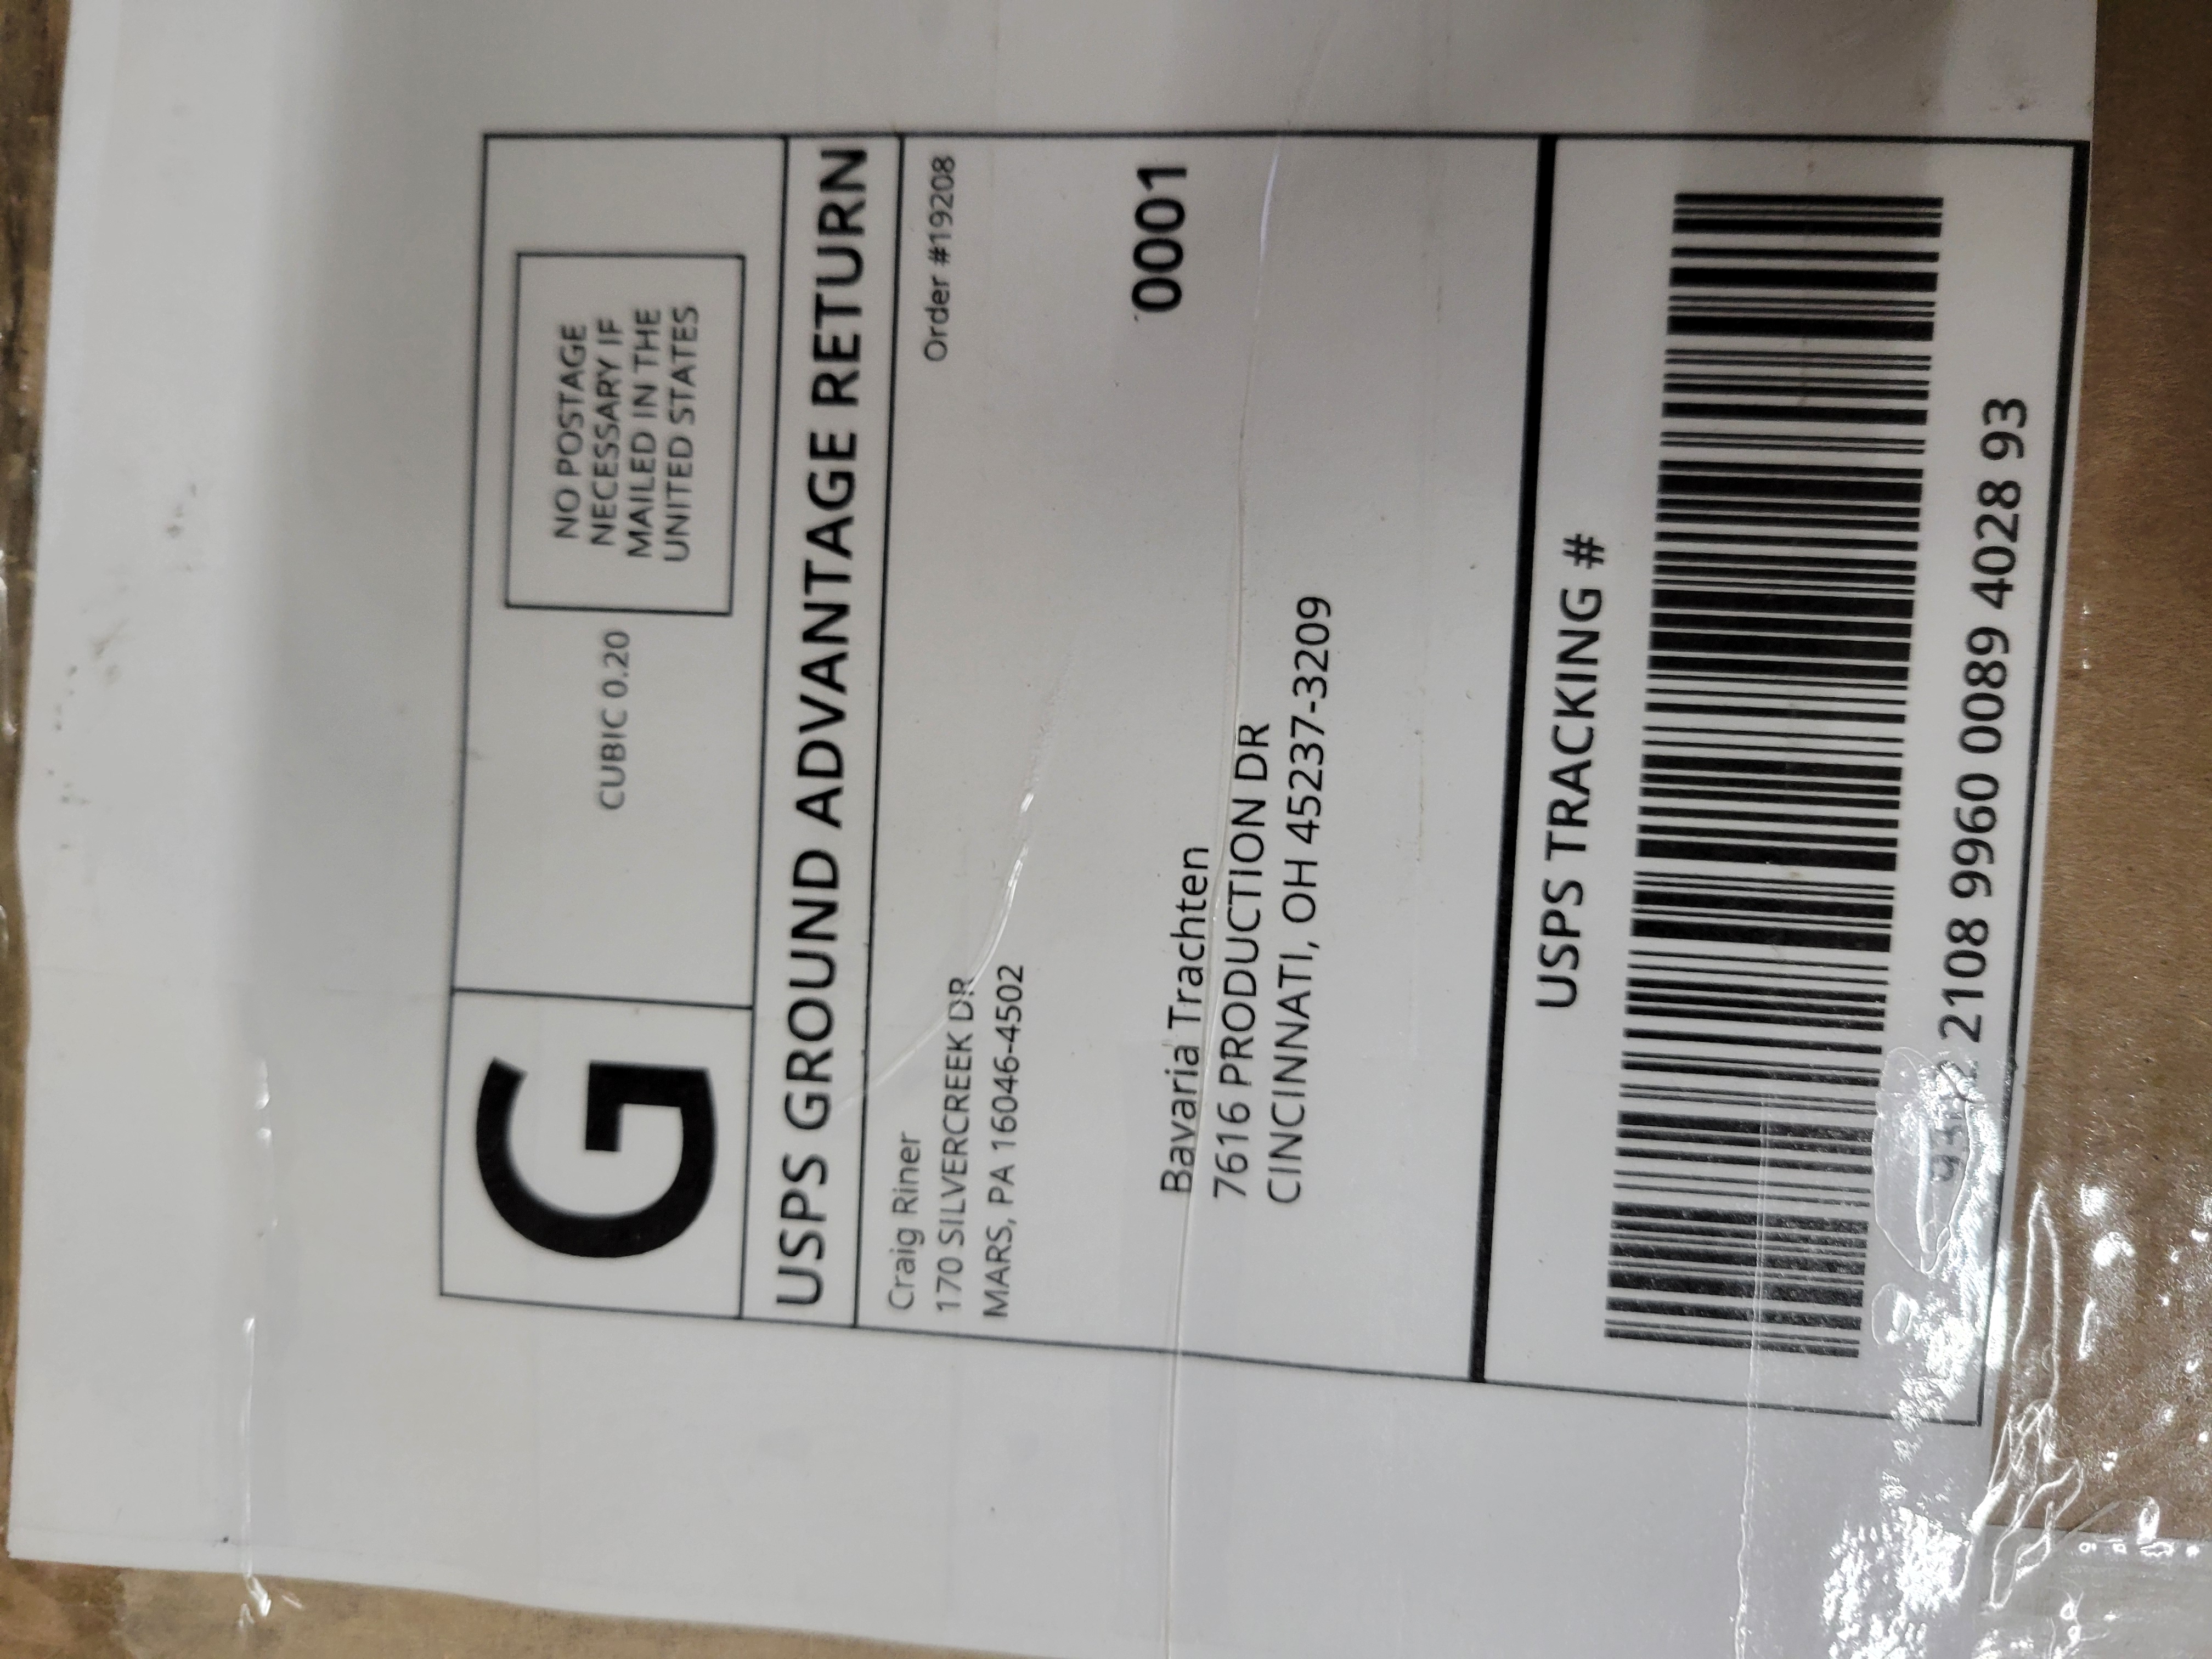 G
CUBIC 0.20
NO POSTAGE
NECESSARY IF
MAILED IN THE
UNITED STATES
USPS GROUND ADVANTAGE RETURN
Craig Riner
170 SILVERCREEK DR
MARS, PA 16046-4502
Order #19208
0001
Bavaria Trachten
7616 PRODUCTION DR
CINCINNATI, OH 45237-3209
USPS TRACKING #
2108 9960 0089 4028 93